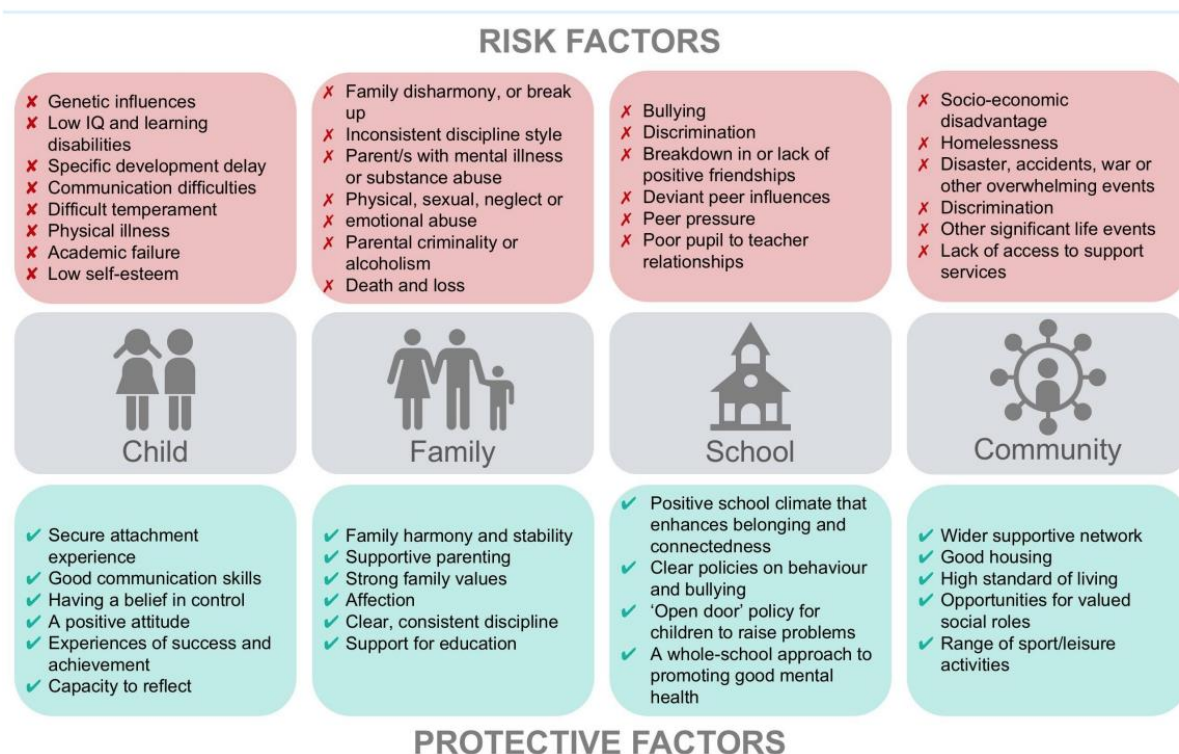 RISK FACTORS
✘ Genetic influences
✘ Low IQ and learning
disabilities
✘ Specific development delay
✘ Communication difficulties
✘ Difficult temperament
✘ Physical illness
✘ Academic failure
✘ Low self-esteem
✗ Family disharmony, or break
up
✗ Inconsistent discipline style
✗ Parent/s with mental illness
or substance abuse
✗ Physical, sexual, neglect or
✗ emotional abuse
✗ Parental criminality or
alcoholism
✗ Death and loss
✗ Bullying
✗ Discrimination
✗ Breakdown in or lack of
positive friendships
✗ Deviant peer influences
✗ Peer pressure
✗ Poor pupil to teacher
relationships
✗ Socio-economic
disadvantage
✗ Homelessness
✗ Disaster, accidents, war or
other overwhelming events
✗ Discrimination
✗ Other significant life events
✗ Lack of access to support
services
Child
Family
School
Community
✔ Secure attachment
experience
✔ Good communication skills
✔ Having a belief in control
✔ A positive attitude
✔ Experiences of success and
achievement
✔ Capacity to reflect
✔ Family harmony and stability
✔ Supportive parenting
✔ Strong family values
✔ Affection
✔ Clear, consistent discipline
✔ Support for education
✔ Positive school climate that
enhances belonging and
connectedness
✔ Clear policies on behaviour
and bullying
✔ ‘Open door’ policy for
children to raise problems
✔ A whole-school approach to
promoting good mental
health
✔ Wider supportive network
✔ Good housing
✔ High standard of living
✔ Opportunities for valued
social roles
✔ Range of sport/leisure
activities
PROTECTIVE FACTORS